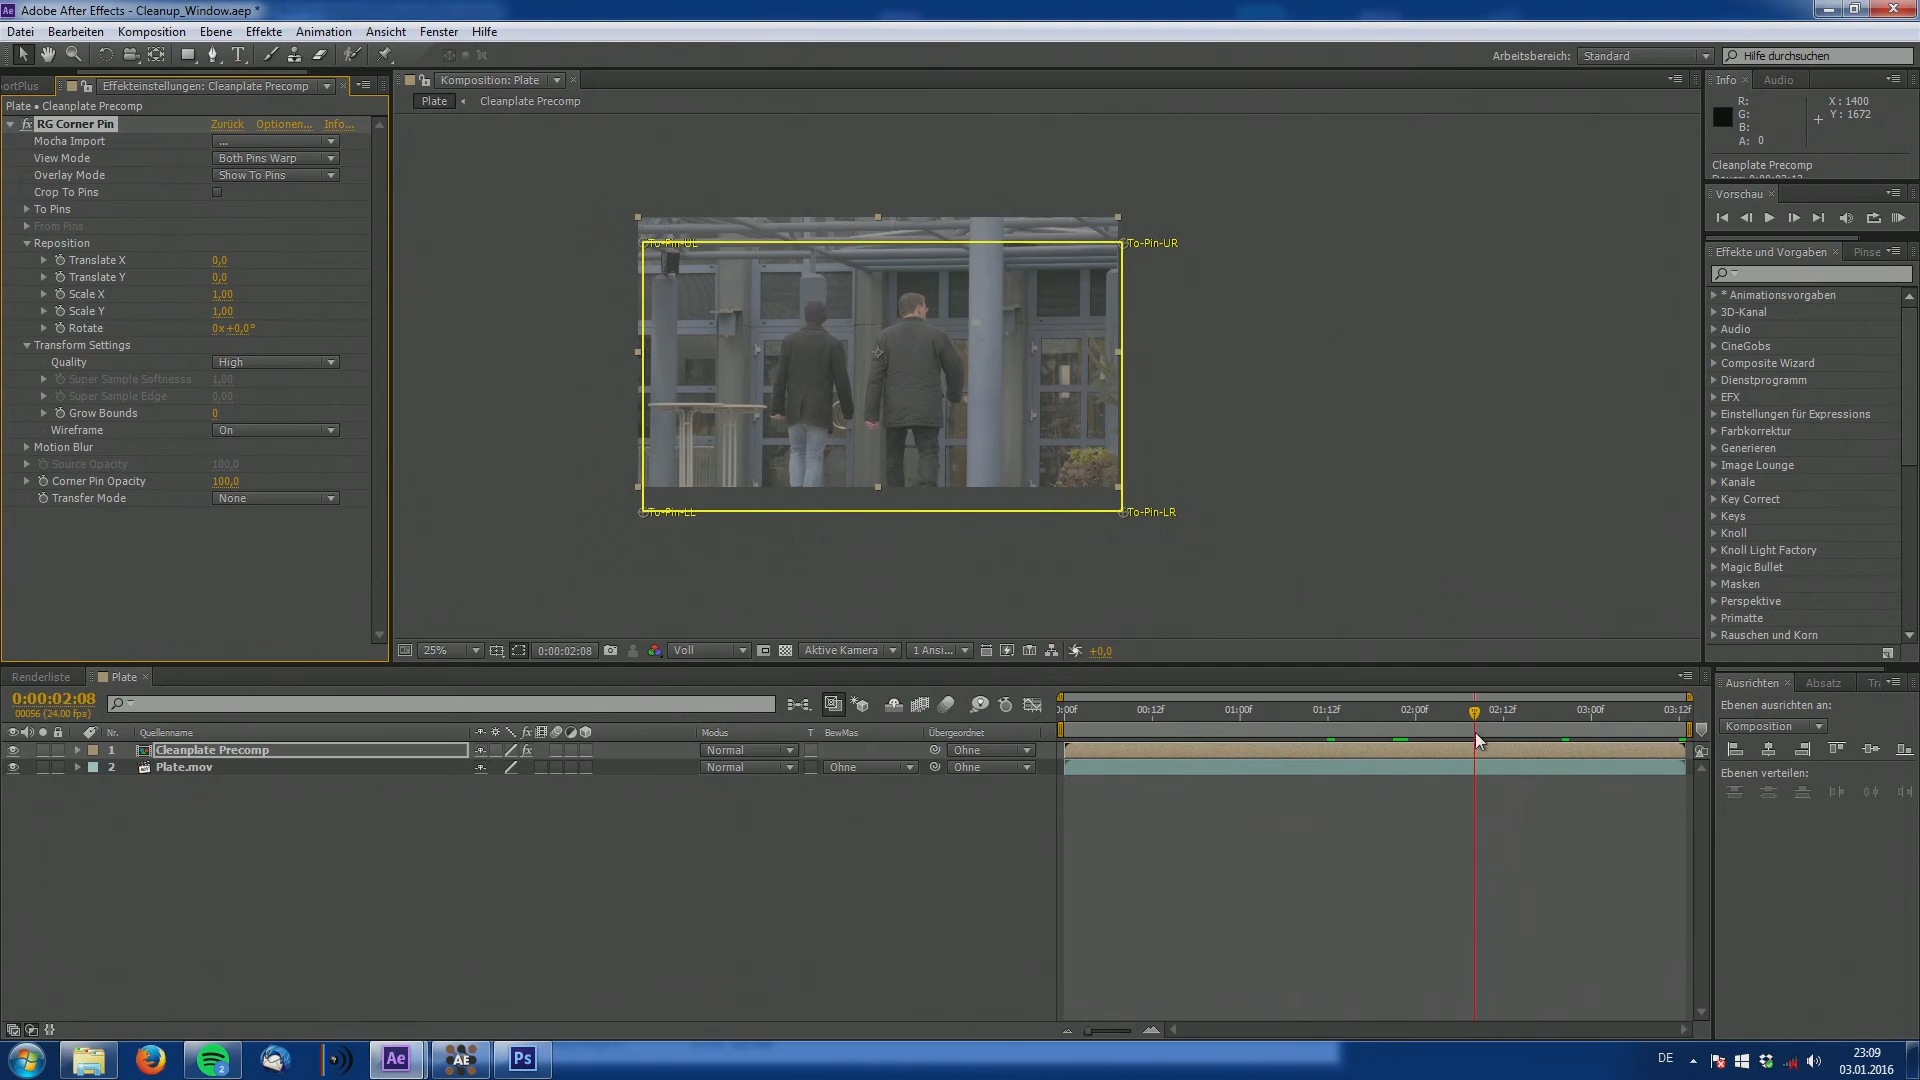 Adobe After Effects - Cleanup_Window.aep *
Datei Bearbeiten Komposition Ebene Effekte Animation Ansicht Fenster Hilfe
Arbeitsbereich: Standard Hilfe durchsuchen
ortPlus Effekteinstellungen: Cleanplate Precomp
Plate • Cleanplate Precomp
fx RG Corner Pin Zurück Optionen... Info...
Mocha Import ...
View Mode Both Pins Warp
Overlay Mode Show To Pins
Crop To Pins
To Pins
From Pins
Reposition
Translate X 0,0
Translate Y 0,0
Scale X 1,00
Scale Y 1,00
Rotate 0x+0,0°
Transform Settings
Quality High
Super Sample Softnesss 1,00
Super Sample Edge 0,00
Grow Bounds 0
Wireframe On
Motion Blur
Source Opacity 100,0
Corner Pin Opacity 100,0
Transfer Mode None
Komposition: Plate
Plate Cleanplate Precomp
To-Pin-UL To-Pin-UR
To-Pin-LL To-Pin-LR
25% 0:00:02:08 Voll Aktive Kamera 1 Ansi... +0,0
Info Audio
R: X : 1400
G: Y : 1672
B:
A: 0
Cleanplate Precomp
Vorschau
Effekte und Vorgaben Pinse
* Animationsvorgaben
3D-Kanal
Audio
CineGobs
Composite Wizard
Dienstprogramm
EFX
Einstellungen für Expressions
Farbkorrektur
Generieren
Image Lounge
Kanäle
Key Correct
Keys
Knoll
Knoll Light Factory
Magic Bullet
Masken
Perspektive
Primatte
Rauschen und Korn
Renderliste Plate
0:00:02:08
00056 (24.00 fps)
Nr. Quellenname Modus T BewMas Übergeordnet
1 Cleanplate Precomp fx Normal Ohne
2 Plate.mov Normal Ohne Ohne
):00f 00:12f 01:00f 01:12f 02:00f 02:12f 03:00f 03:12f
Ausrichten Absatz
Ebenen ausrichten an:
Komposition
Ebenen verteilen:
2 Ae AE Ps
DE 23:09
03.01.2016